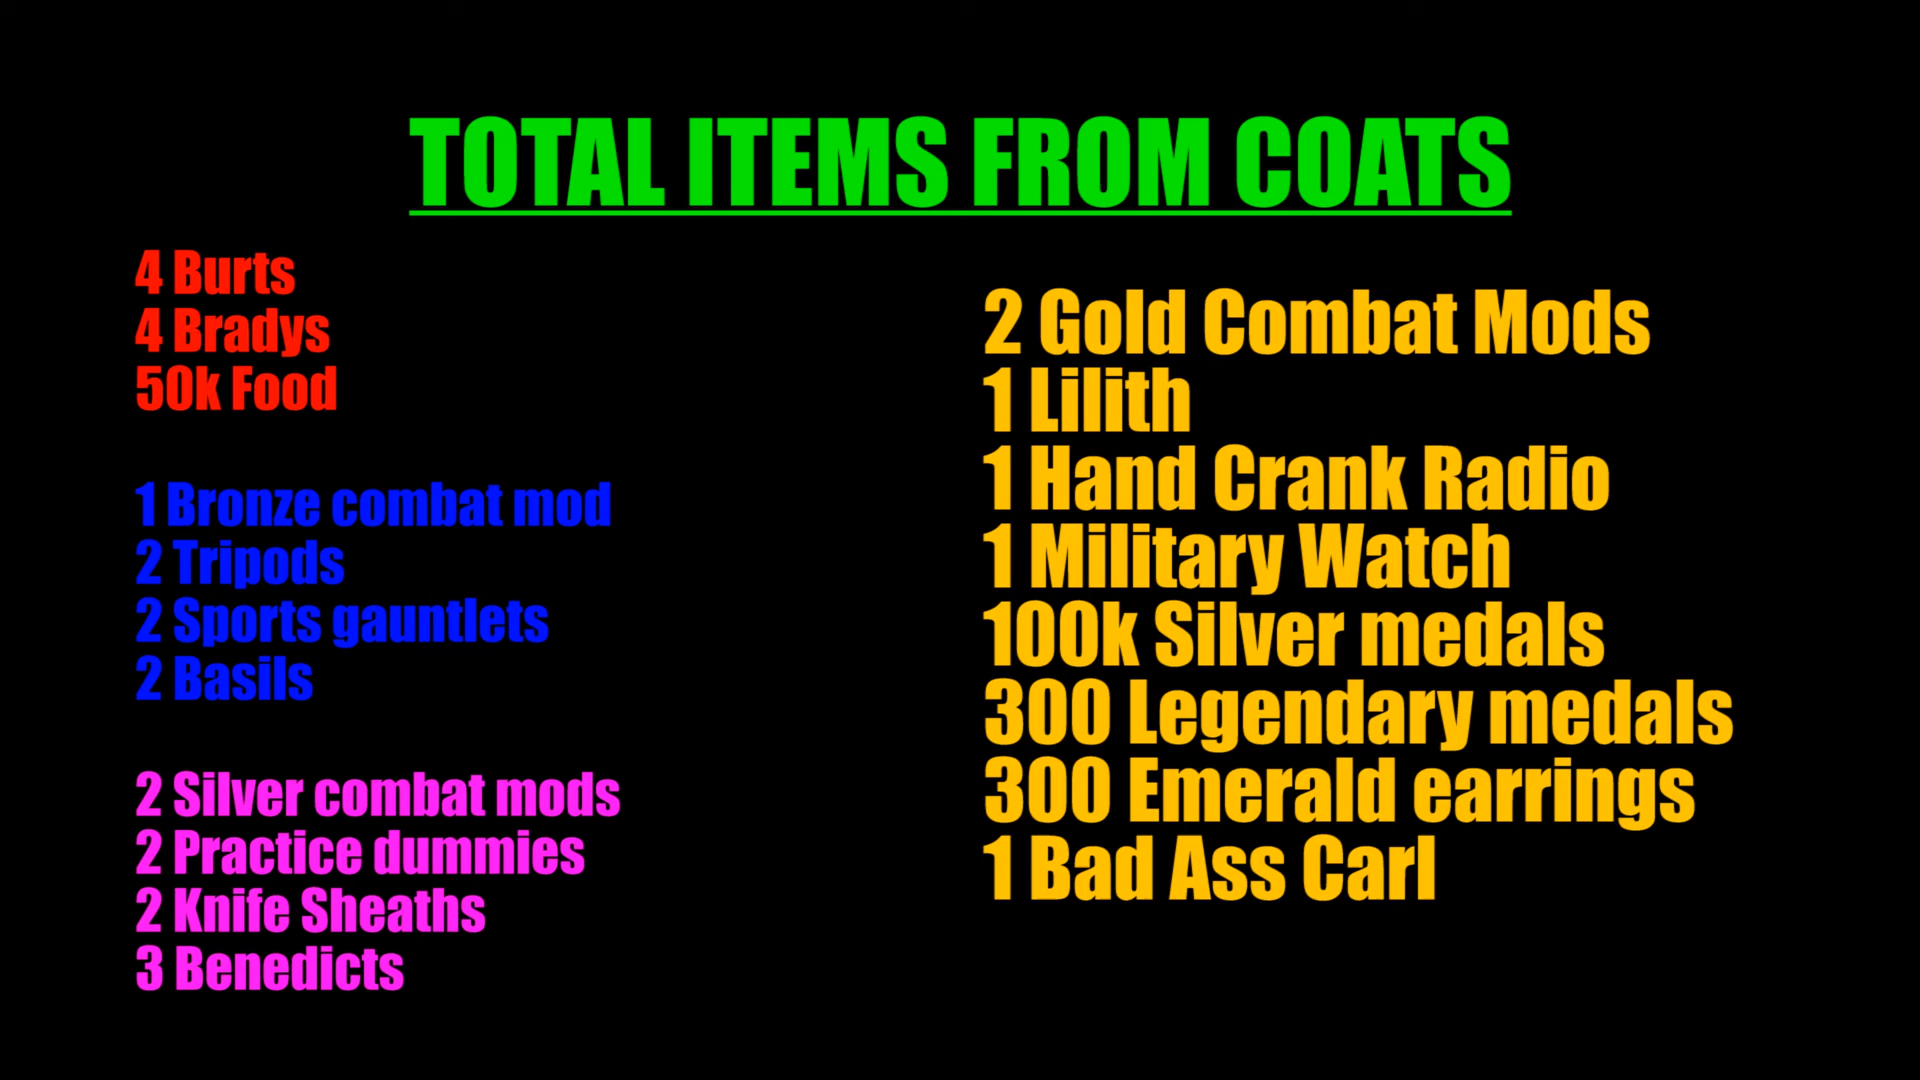 TOTAL ITEMS FROM COATS
4 Burts
4 Bradys
50k Food
1 Bronze combat mod
2 Tripods
2 Sports gauntlets
2 Basils
2 Silver combat mods
2 Practice dummies
2 Knife Sheaths
3 Benedicts
2 Gold Combat Mods
1 Lilith
1 Hand Crank Radio
1 Military Watch
100k Silver medals
300 Legendary medals
300 Emerald earrings
1 Bad Ass Carl